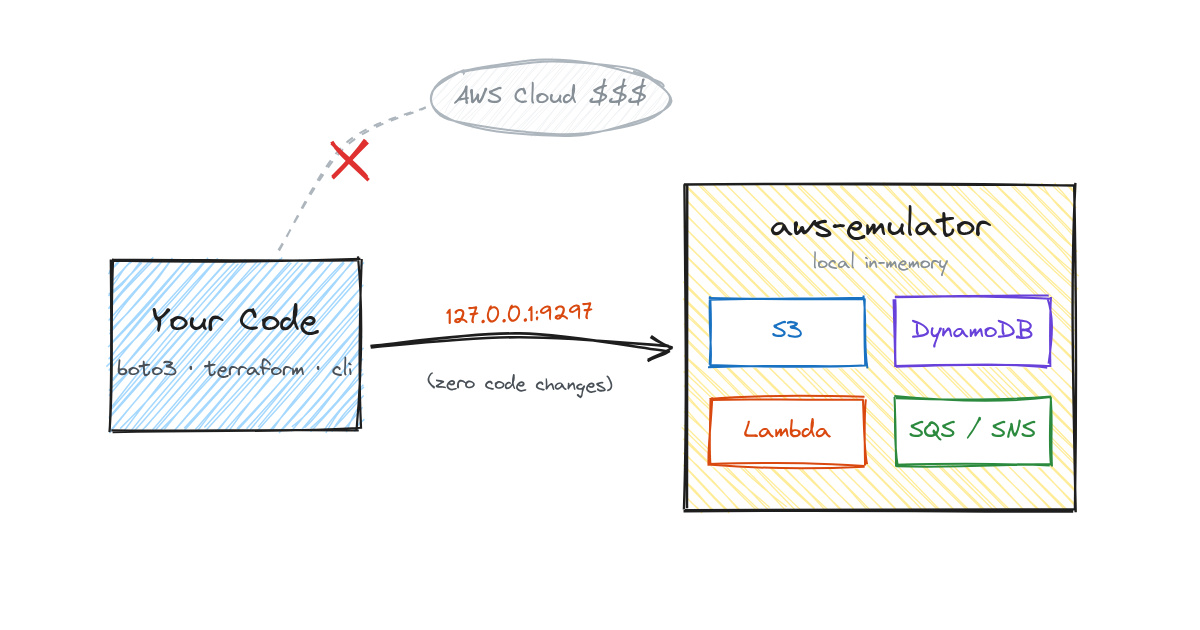 AWS Cloud $$$
aws-emulator
local in-memory
Your Code
boto3 · terraform · cli
127.0.0.1:9297
(zero code changes)
S3
DynamoDB
Lambda
SQS / SNS